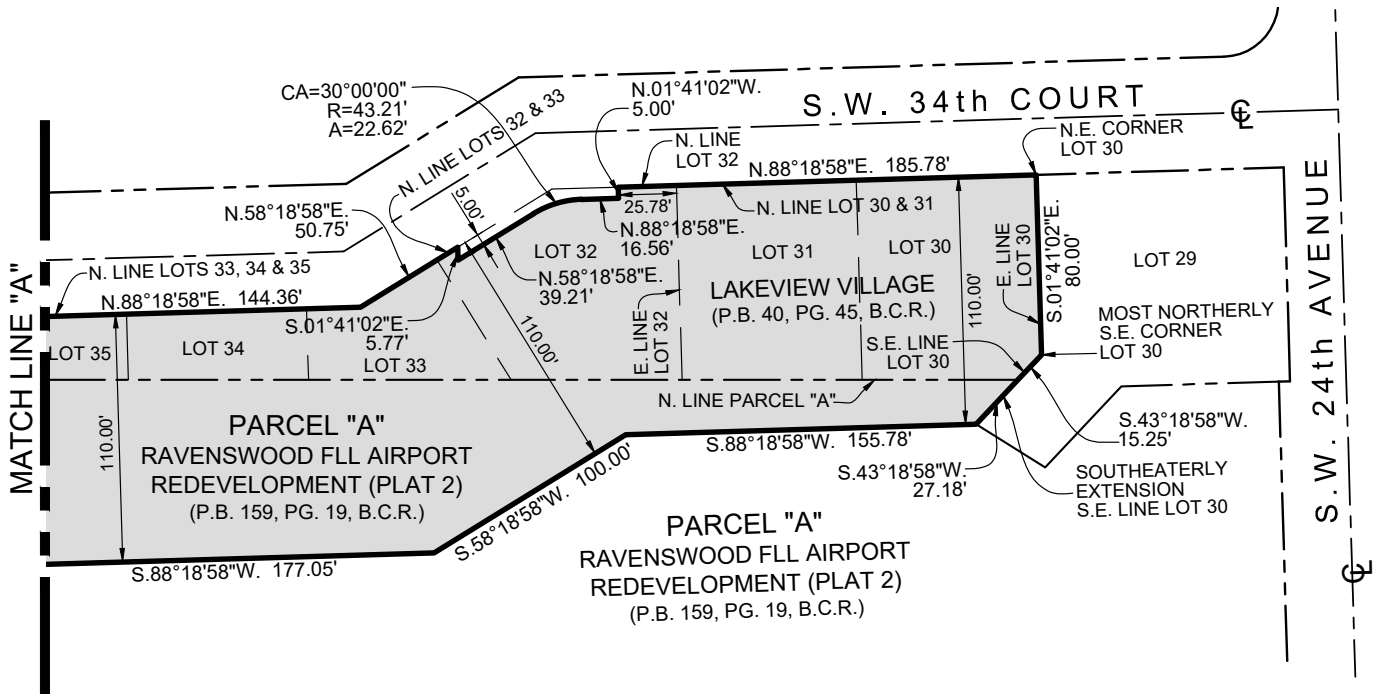 CA=30°00'00"
R=43.21'
A=22.62'
N.01°41'02"W.
5.00'
S.W. 34th COURT
CL
N. LINE LOTS 32 & 33
N. LINE
LOT 32
N.88°18'58"E. 185.78'
N.E. CORNER
LOT 30
N.58°18'58"E.
50.75'
5.00'
25.78'
N. LINE LOT 30 & 31
N.88°18'58"E.
16.56'
LOT 32
LOT 31
LOT 30
E. LINE
LOT 30
S.01°41'02"E.
80.00'
LOT 29
S.W. 24th AVENUE
CL
MATCH LINE "A"
N. LINE LOTS 33, 34 & 35
N.88°18'58"E. 144.36'
N.58°18'58"E.
39.21'
LAKEVIEW VILLAGE
(P.B. 40, PG. 45, B.C.R.)
110.00'
MOST NORTHERLY
S.E. CORNER
LOT 30
S.01°41'02"E.
5.77'
110.00'
E. LINE
LOT 32
S.E. LINE
LOT 30
LOT 35
LOT 34
LOT 33
N. LINE PARCEL "A"
PARCEL "A"
RAVENSWOOD FLL AIRPORT
REDEVELOPMENT (PLAT 2)
(P.B. 159, PG. 19, B.C.R.)
110.00'
S.88°18'58"W. 155.78'
S.43°18'58"W.
15.25'
S.43°18'58"W.
27.18'
SOUTHEATERLY
EXTENSION
S.E. LINE LOT 30
S.58°18'58"W. 100.00'
S.88°18'58"W. 177.05'
PARCEL "A"
RAVENSWOOD FLL AIRPORT
REDEVELOPMENT (PLAT 2)
(P.B. 159, PG. 19, B.C.R.)